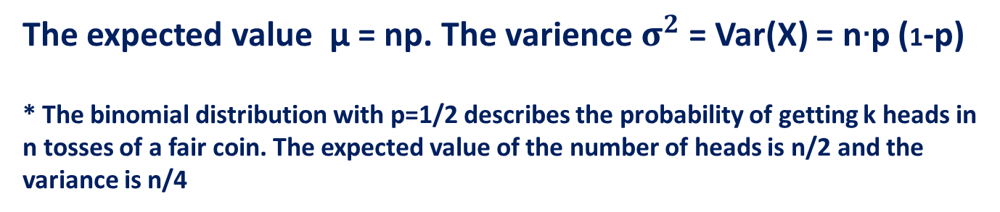 The expected value  μ = np. The varience σ² = Var(X) = n·p (1-p)
* The binomial distribution with p=1/2 describes the probability of getting k heads in
n tosses of a fair coin. The expected value of the number of heads is n/2 and the
variance is n/4